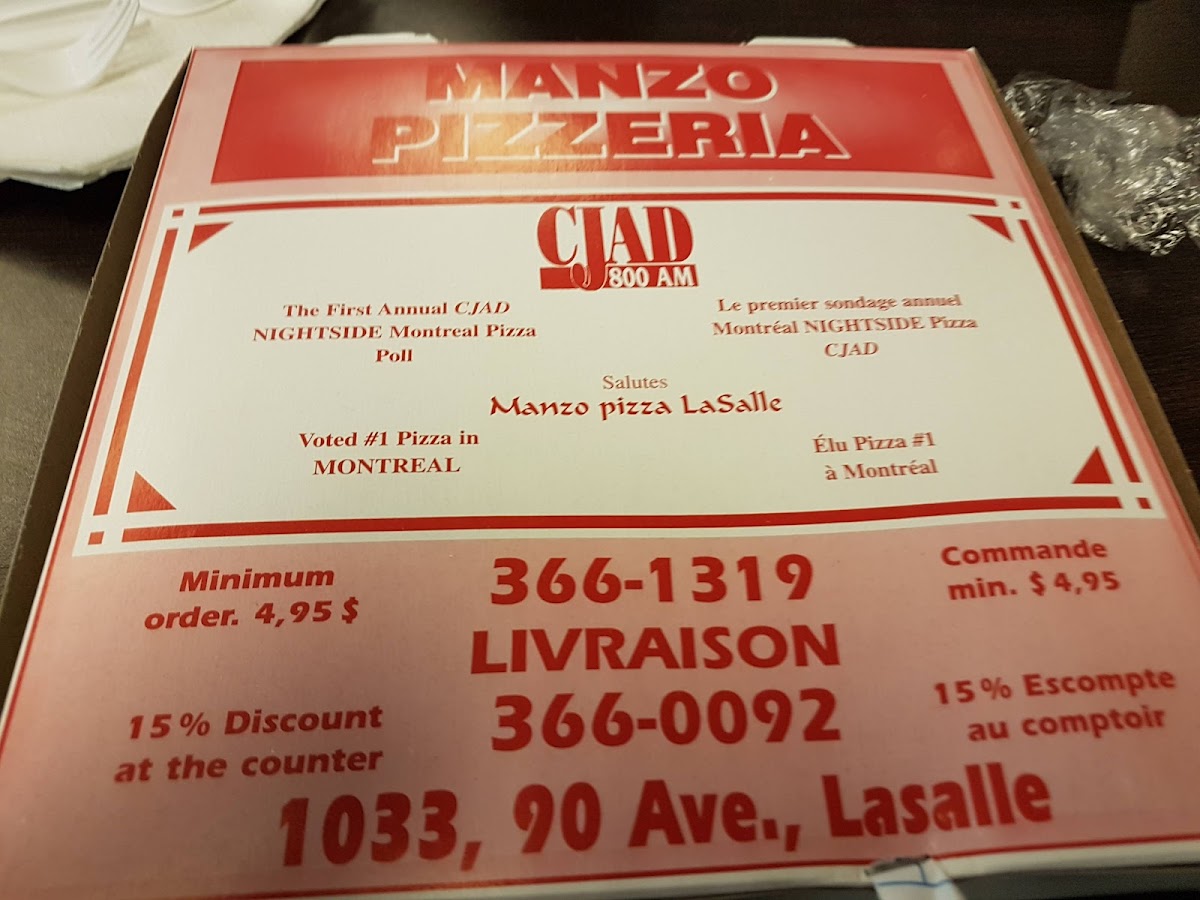 MANZO
PIZZERIA
CJAD
800 AM
The First Annual CJAD
NIGHTSIDE Montreal Pizza
Poll
Le premier sondage annuel
Montréal NIGHTSIDE Pizza
CJAD
Salutes
Manzo pizza LaSalle
Voted #1 Pizza in
MONTREAL
Élu Pizza #1
à Montréal
Minimum
order. 4,95 $
366-1319
LIVRAISON
366-0092
Commande
min. $ 4,95
15% Discount
at the counter
15% Escompte
au comptoir
1033, 90 Ave., Lasalle